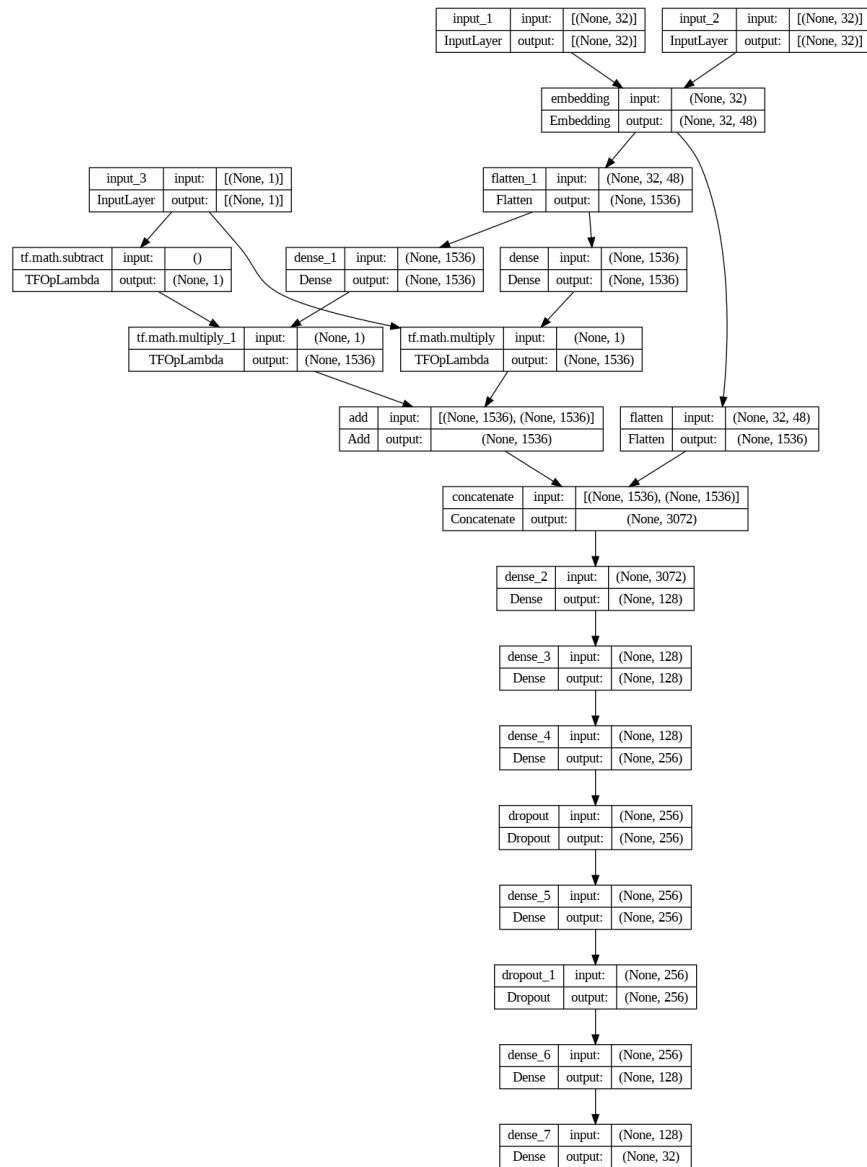 input_1 input: [(None, 32)]
InputLayer output: [(None, 32)]
input_2 input: [(None, 32)]
InputLayer output: [(None, 32)]
embedding input: (None, 32)
Embedding output: (None, 32, 48)
input_3 input: [(None, 1)]
InputLayer output: [(None, 1)]
flatten_1 input: (None, 32, 48)
Flatten output: (None, 1536)
tf.math.subtract input: ()
TFOpLambda output: (None, 1)
dense_1 input: (None, 1536)
Dense output: (None, 1536)
dense input: (None, 1536)
Dense output: (None, 1536)
tf.math.multiply_1 input: (None, 1)
TFOpLambda output: (None, 1536)
tf.math.multiply input: (None, 1)
TFOpLambda output: (None, 1536)
add input: [(None, 1536), (None, 1536)]
Add output: (None, 1536)
flatten input: (None, 32, 48)
Flatten output: (None, 1536)
concatenate input: [(None, 1536), (None, 1536)]
Concatenate output: (None, 3072)
dense_2 input: (None, 3072)
Dense output: (None, 128)
dense_3 input: (None, 128)
Dense output: (None, 128)
dense_4 input: (None, 128)
Dense output: (None, 256)
dropout input: (None, 256)
Dropout output: (None, 256)
dense_5 input: (None, 256)
Dense output: (None, 256)
dropout_1 input: (None, 256)
Dropout output: (None, 256)
dense_6 input: (None, 256)
Dense output: (None, 128)
dense_7 input: (None, 128)
Dense output: (None, 32)